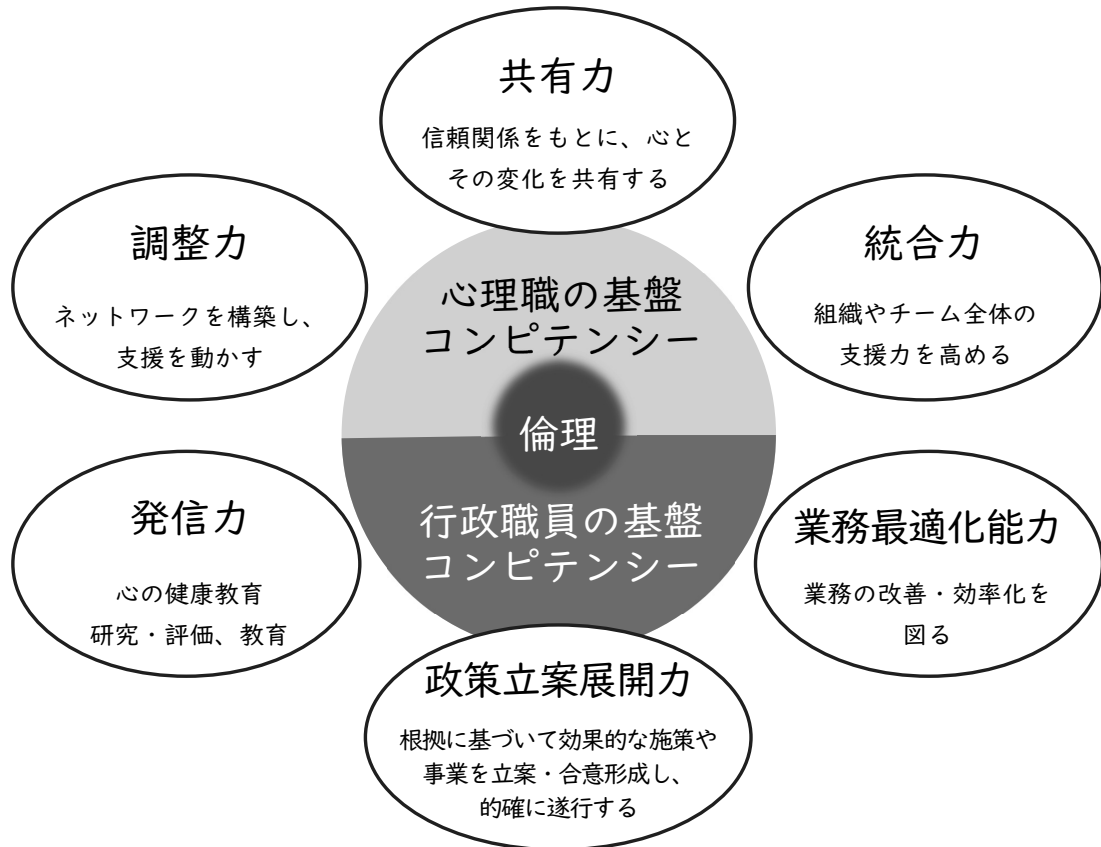 共有力
信頼関係をもとに、心と
その変化を共有する
調整力
ネットワークを構築し、
支援を動かす
統合力
組織やチーム全体の
支援力を高める
心理職の基盤
コンピテンシー
倫理
行政職員の基盤
コンピテンシー
発信力
心の健康教育
研究・評価、教育
業務最適化能力
業務の改善・効率化を
図る
政策立案展開力
根拠に基づいて効果的な施策や
事業を立案・合意形成し、
的確に遂行する